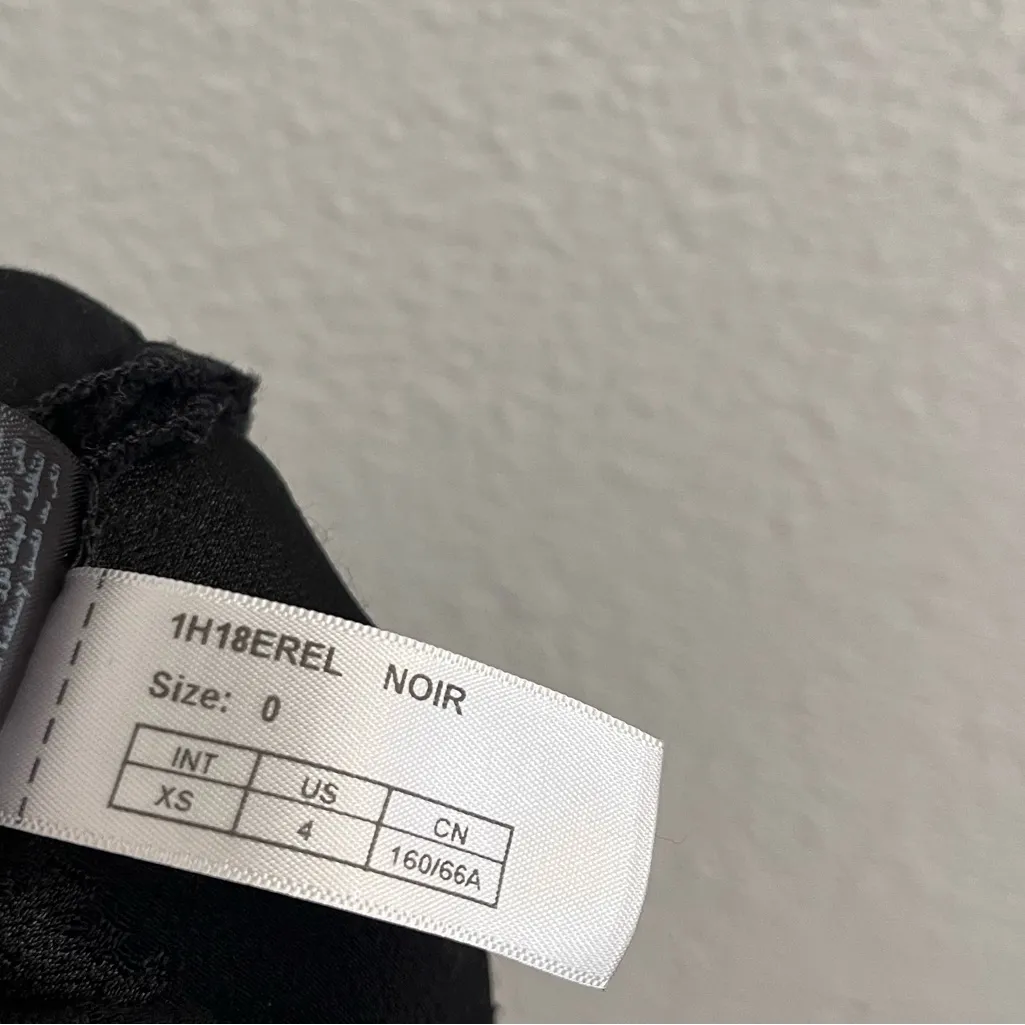 1H18EREL NOIR
Size: 0
INT US CN
XS 4 160/66A